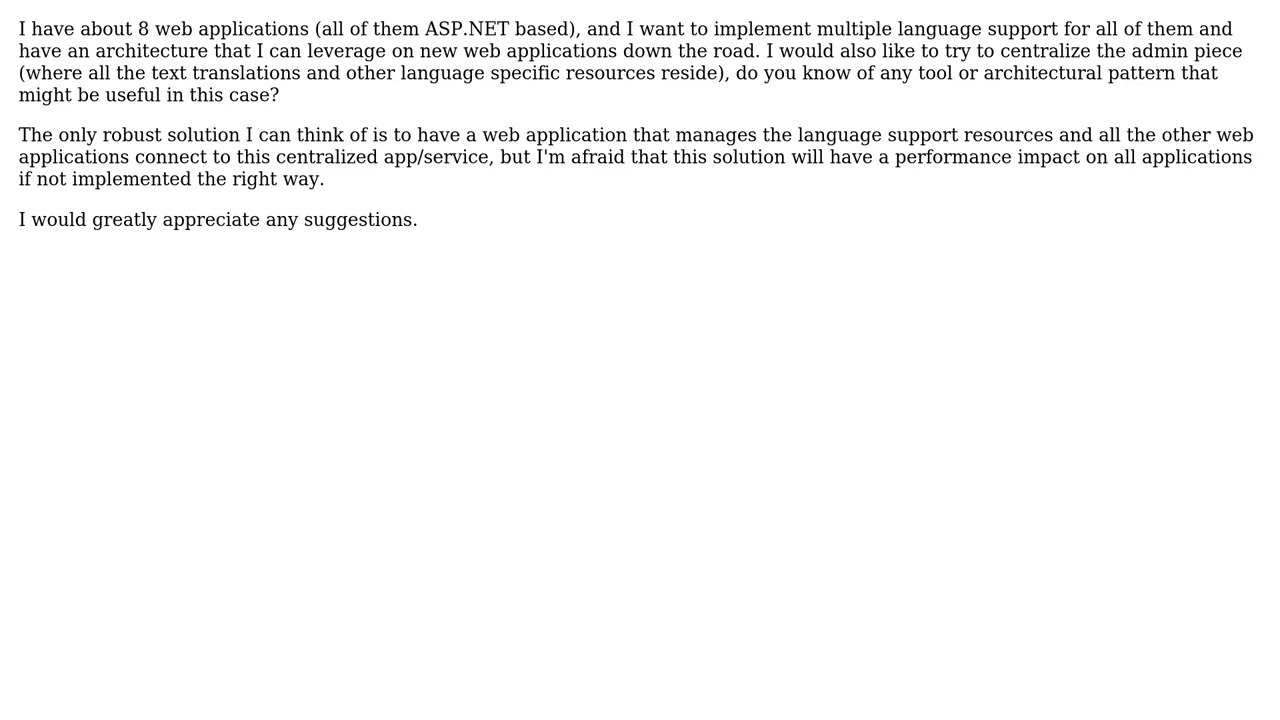 I have about 8 web applications (all of them ASP.NET based), and I want to implement multiple language support for all of them and
have an architecture that I can leverage on new web applications down the road. I would also like to try to centralize the admin piece
(where all the text translations and other language specific resources reside), do you know of any tool or architectural pattern that
might be useful in this case?
The only robust solution I can think of is to have a web application that manages the language support resources and all the other web
applications connect to this centralized app/service, but I'm afraid that this solution will have a performance impact on all applications
if not implemented the right way.
I would greatly appreciate any suggestions.